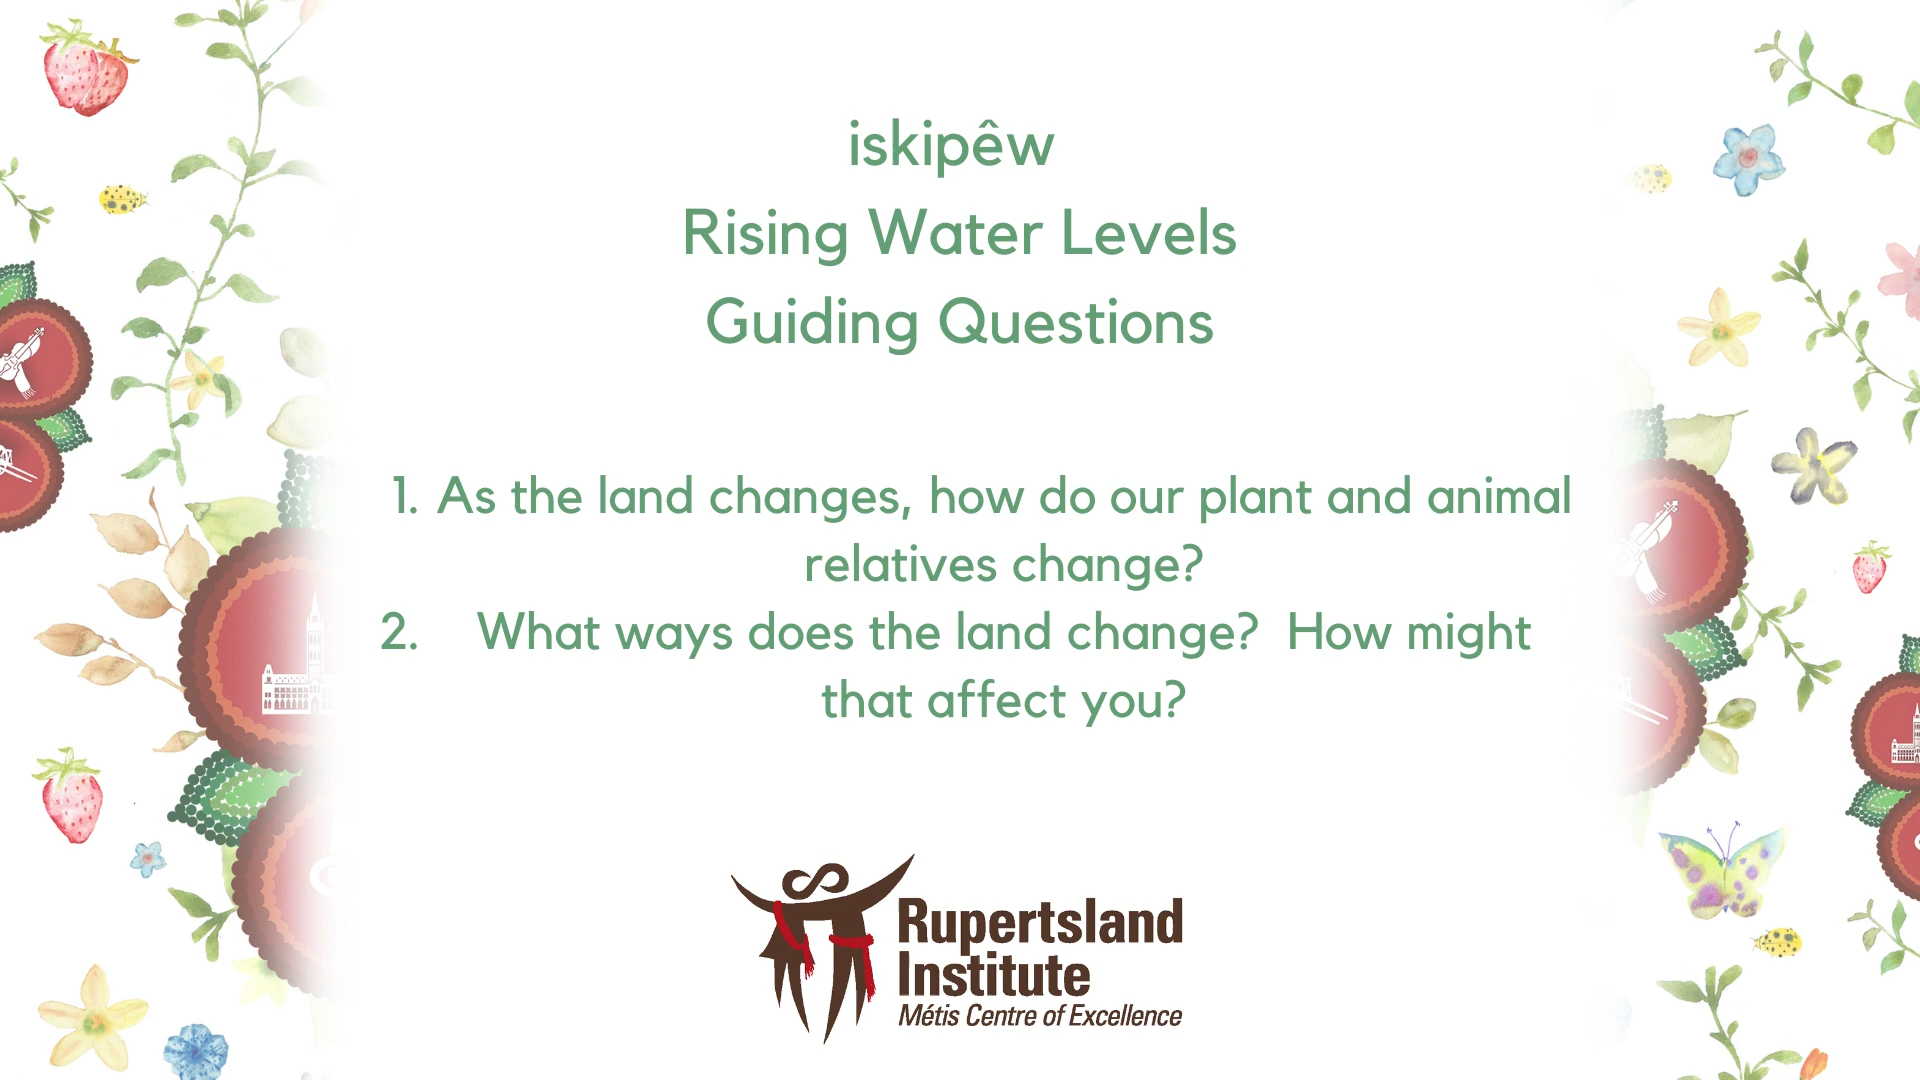 iskipêw
Rising Water Levels
Guiding Questions
1. As the land changes, how do our plant and animal
relatives change?
2. What ways does the land change? How might
that affect you?
Rupertsland
Institute
Métis Centre of Excellence